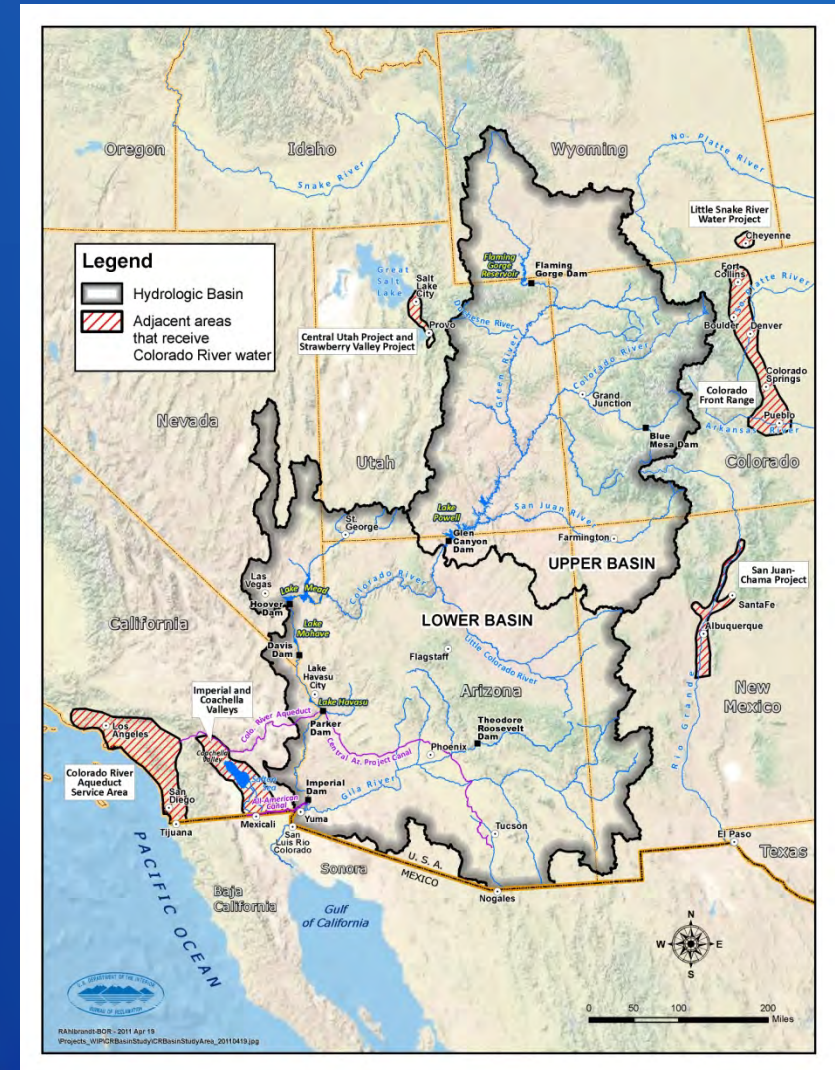 Oregon
Idaho
Wyoming
Snake River
No. Platte River
Little Snake River
Water Project
Cheyenne
Legend
Hydrologic Basin
Adjacent areas
that receive
Colorado River water
Great
Salt
Lake
Salt
Lake
City
Provo
Central Utah Project and
Strawberry Valley Project
Flaming
Gorge
Reservoir
Flaming
Gorge Dam
Green River
Colorado River
Grand
Junction
Blue
Mesa Dam
Fort
Collins
Platte River
Boulder
Denver
Colorado
Springs
Colorado
Front Range
Pueblo
Arkansas River
Colorado
Nevada
Utah
St.
George
Lake
Powell
Glen
Canyon
Dam
San Juan River
Farmington
UPPER BASIN
San Juan-
Chama Project
SantaFe
Albuquerque
New
Mexico
Rio Grande
Las
Vegas
Lake Mead
Hoover
Dam
Colorado River
LOWER BASIN
California
Lake
Mohave
Davis
Dam
Flagstaff
Little Colorado River
Lake
Havasu
City
Lake Havasu
Parker
Dam
Arizona
Imperial and
Coachella
Valleys
Colo. River Aqueduct
Central Az. Project Canal
Theodore
Roosevelt
Dam
Phoenix
Los
Angeles
Coachella
Valley
Salton
Sea
Colorado River
Aqueduct
Service Area
San
Diego
All-American
Canal
Imperial
Dam
Gila River
Yuma
Tucson
Tijuana
Mexicali
San
Luis Rio
Colorado
El Paso
Texas
Sonora
U. S. A.
MEXICO
Nogales
Baja
California
Gulf
of California
PACIFIC OCEAN
N
W
E
S
U.S. DEPARTMENT OF THE INTERIOR
BUREAU OF RECLAMATION
0 50 100 200
Miles
RAhlbrandt-BOR - 2011 Apr 19
\Projects_WIP\CRBasinStudy\CRBasinStudyArea_20110419.jpg